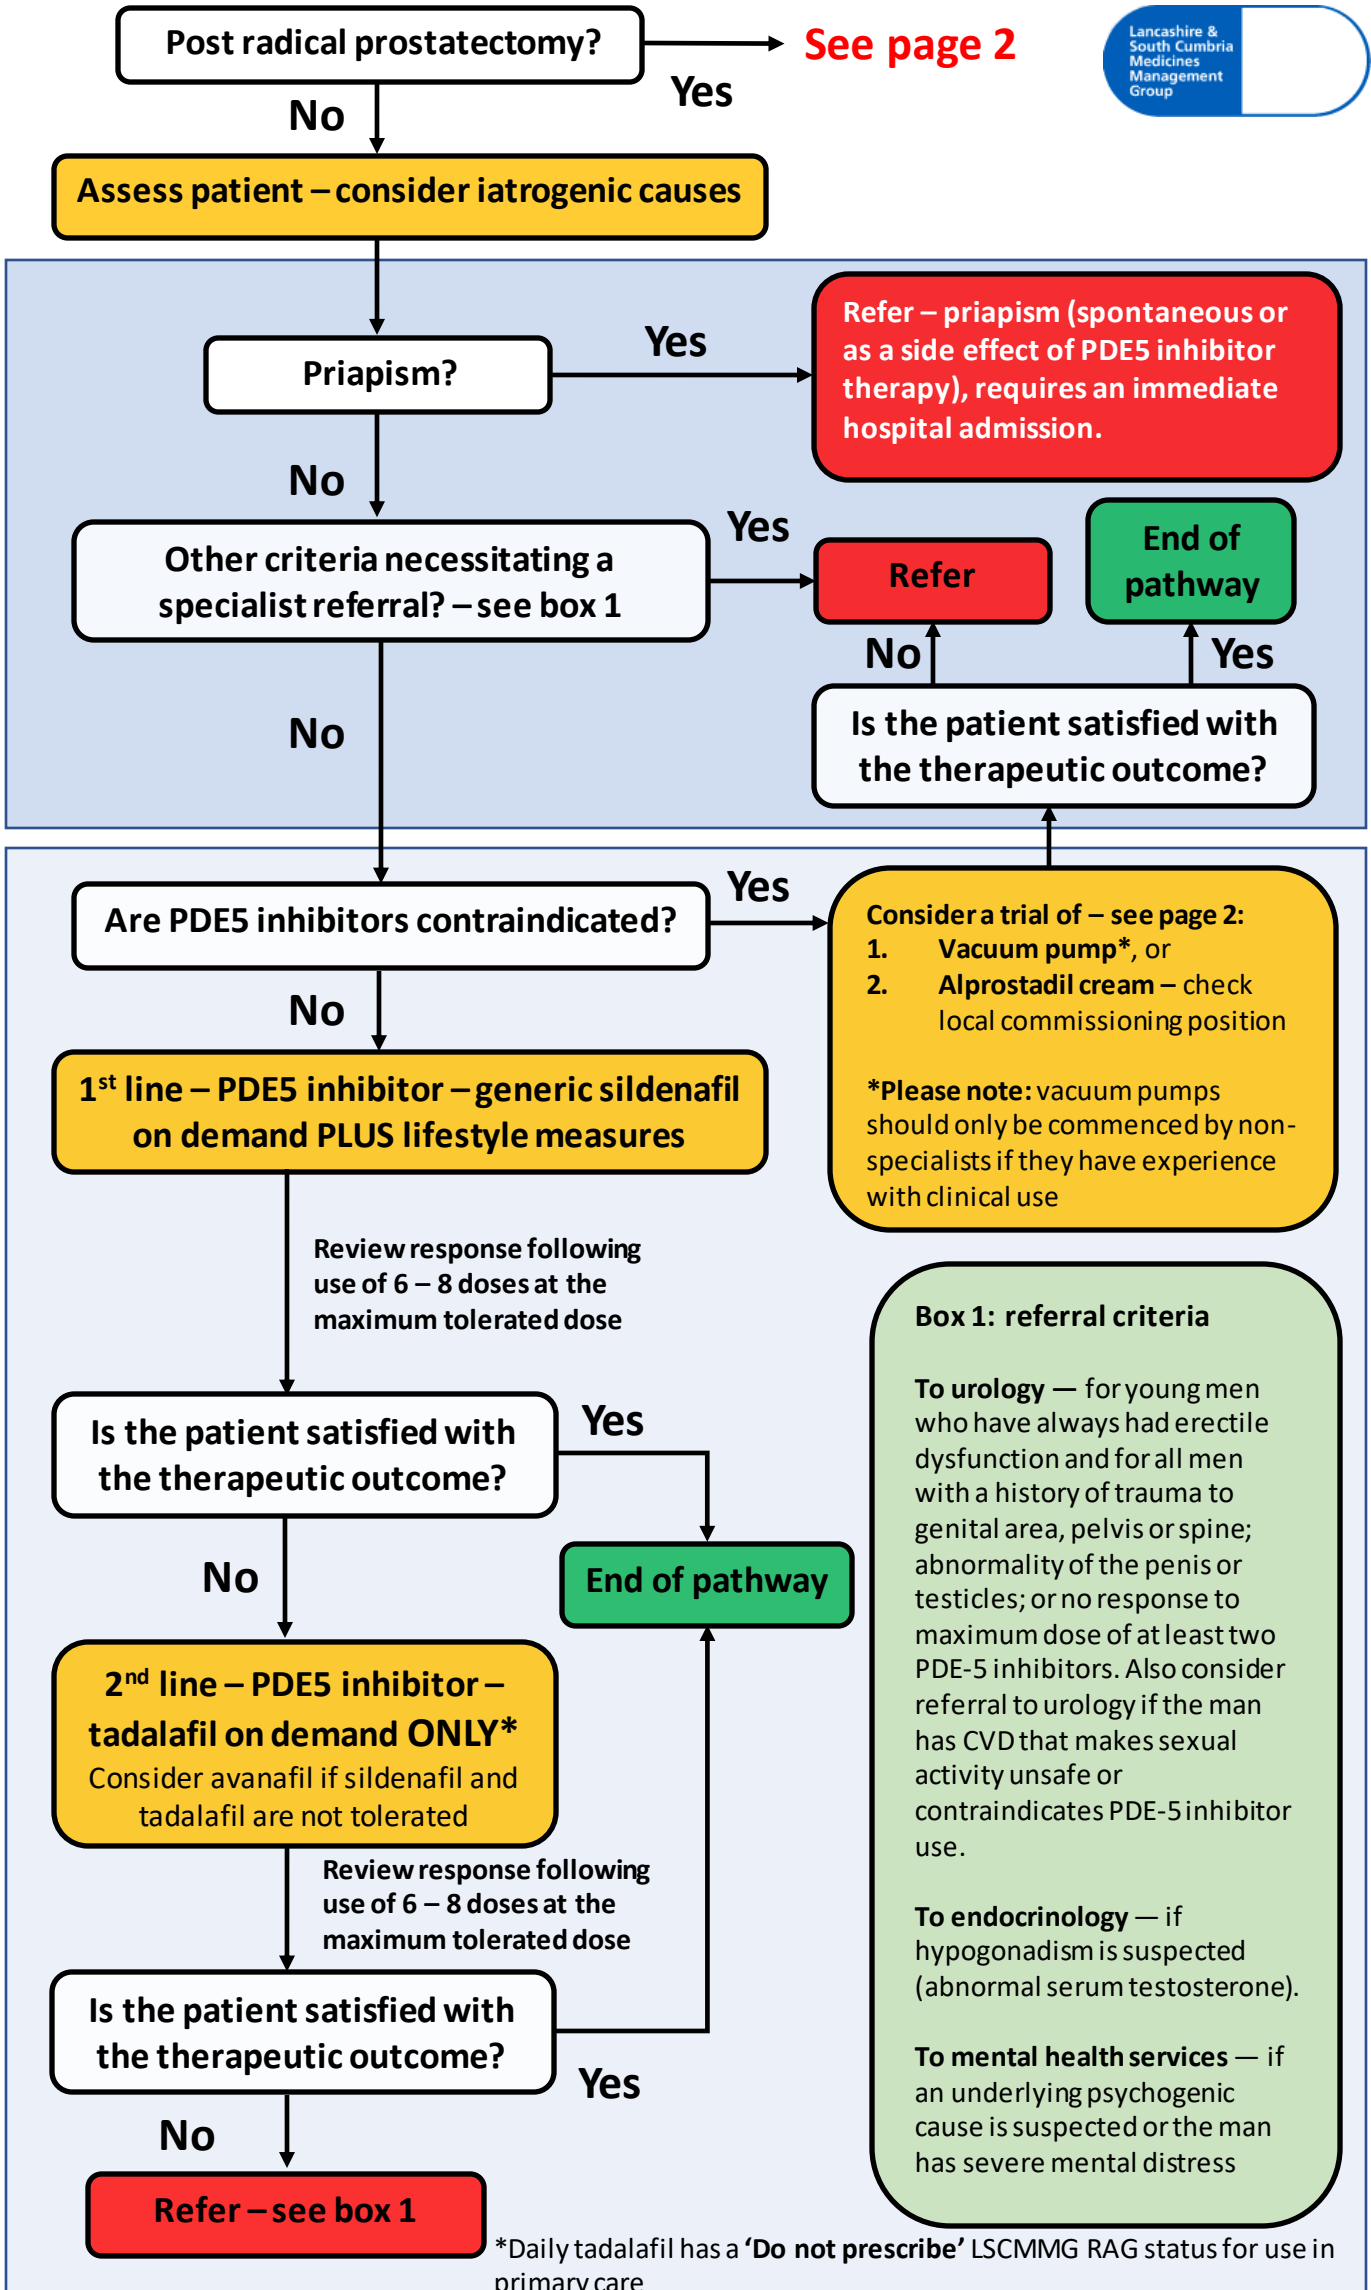 Post radical prostatectomy?
See page 2
Lancashire &
South Cumbria
Medicines
Management
Group
Yes
No
Assess patient – consider iatrogenic causes
Priapism?
Yes
Refer – priapism (spontaneous or
as a side effect of PDE5 inhibitor
therapy), requires an immediate
hospital admission.
No
Other criteria necessitating a
specialist referral? – see box 1
Yes
Refer
End of
pathway
No
Yes
No
Is the patient satisfied with
the therapeutic outcome?
Are PDE5 inhibitors contraindicated?
Yes
Consider a trial of – see page 2:
1. Vacuum pump*, or
2. Alprostadil cream – check
local commissioning position
*Please note: vacuum pumps
should only be commenced by non-
specialists if they have experience
with clinical use
No
1st line – PDE5 inhibitor – generic sildenafil
on demand PLUS lifestyle measures
Review response following
use of 6 – 8 doses at the
maximum tolerated dose
Is the patient satisfied with
the therapeutic outcome?
Yes
No
End of pathway
2nd line – PDE5 inhibitor –
tadalafil on demand ONLY*
Consider avanafil if sildenafil and
tadalafil are not tolerated
Review response following
use of 6 – 8 doses at the
maximum tolerated dose
Is the patient satisfied with
the therapeutic outcome?
Yes
No
Refer – see box 1
Box 1: referral criteria
To urology — for young men
who have always had erectile
dysfunction and for all men
with a history of trauma to
genital area, pelvis or spine;
abnormality of the penis or
testicles; or no response to
maximum dose of at least two
PDE-5 inhibitors. Also consider
referral to urology if the man
has CVD that makes sexual
activity unsafe or
contraindicates PDE-5 inhibitor
use.
To endocrinology — if
hypogonadism is suspected
(abnormal serum testosterone).
To mental health services — if
an underlying psychogenic
cause is suspected or the man
has severe mental distress
*Daily tadalafil has a 'Do not prescribe' LSCMMG RAG status for use in
primary care